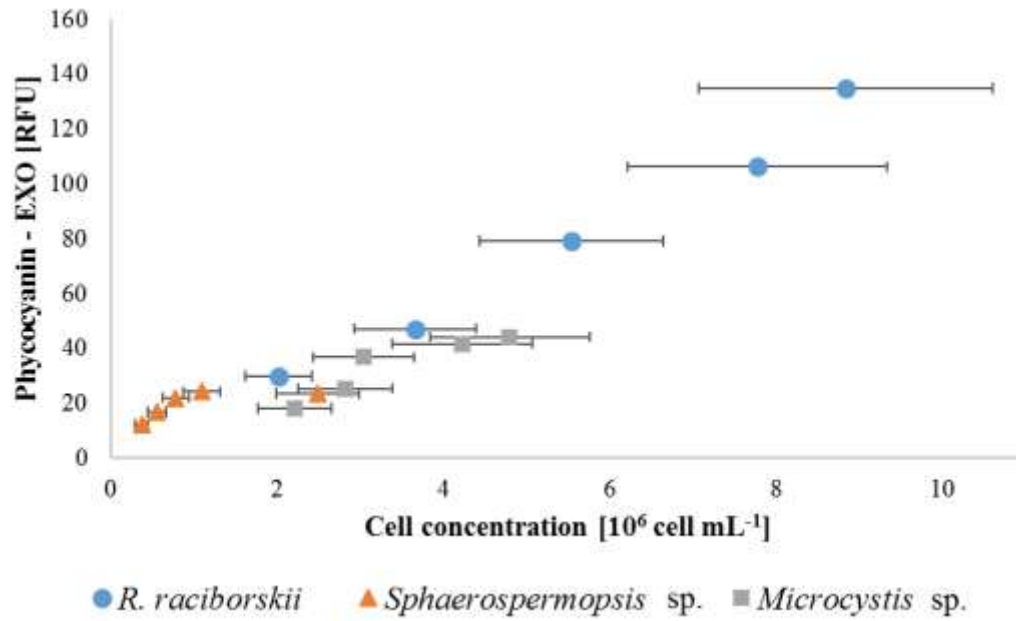 160
140
120
100
80
60
40
20
0
Phycocyanin - EXO [RFU]
0 2 4 6 8 10
Cell concentration [10⁶ cell mL⁻¹]
R. raciborskii Sphaerospermopsis sp. Microcystis sp.